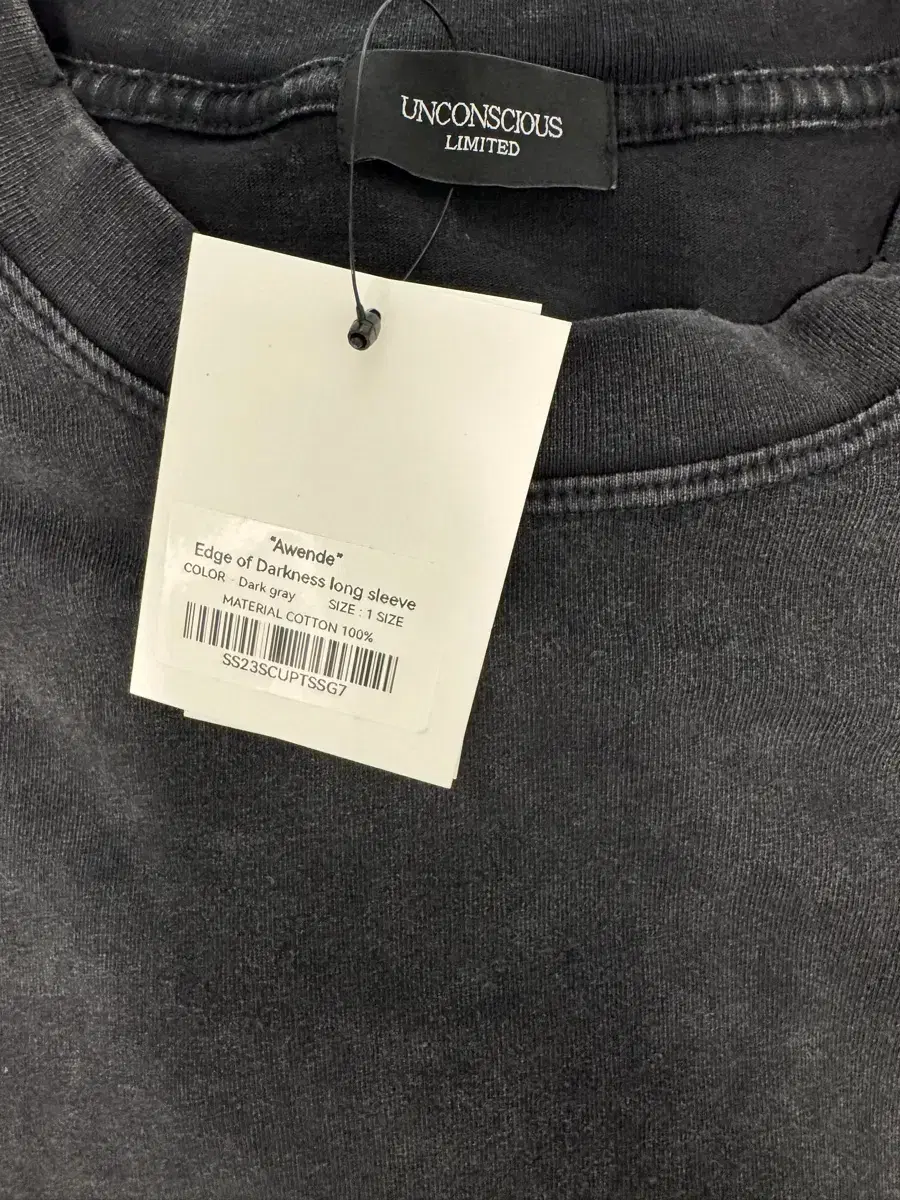 UNCONSCIOUS
LIMITED
"Awende"
Edge of Darkness long sleeve
COLOR - Dark gray SIZE : 1 SIZE
MATERIAL COTTON 100%
SS23SCUPTSSG7